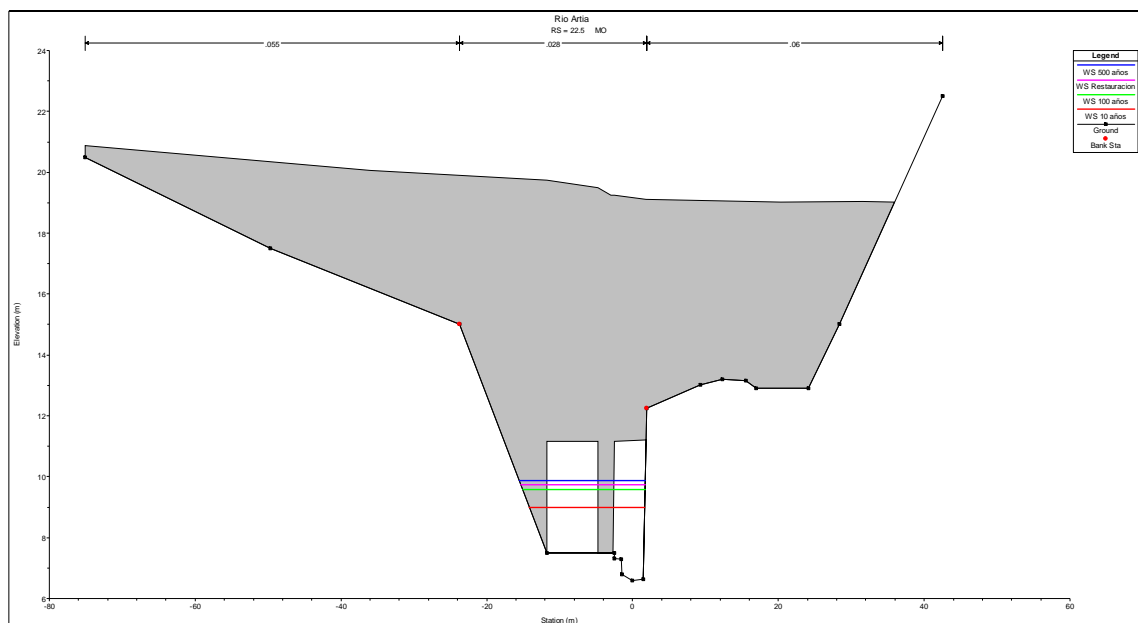 Rio Artia
RS = 22.5 MO
.055
.028
.06
24
22
20
18
16
14
12
10
8
6
Elevation (m)
-80
-60
-40
-20
0
20
40
60
Station (m)
Legend
WS 500 años
WS Restauracion
WS 100 años
WS 10 años
Ground
Bank Sta